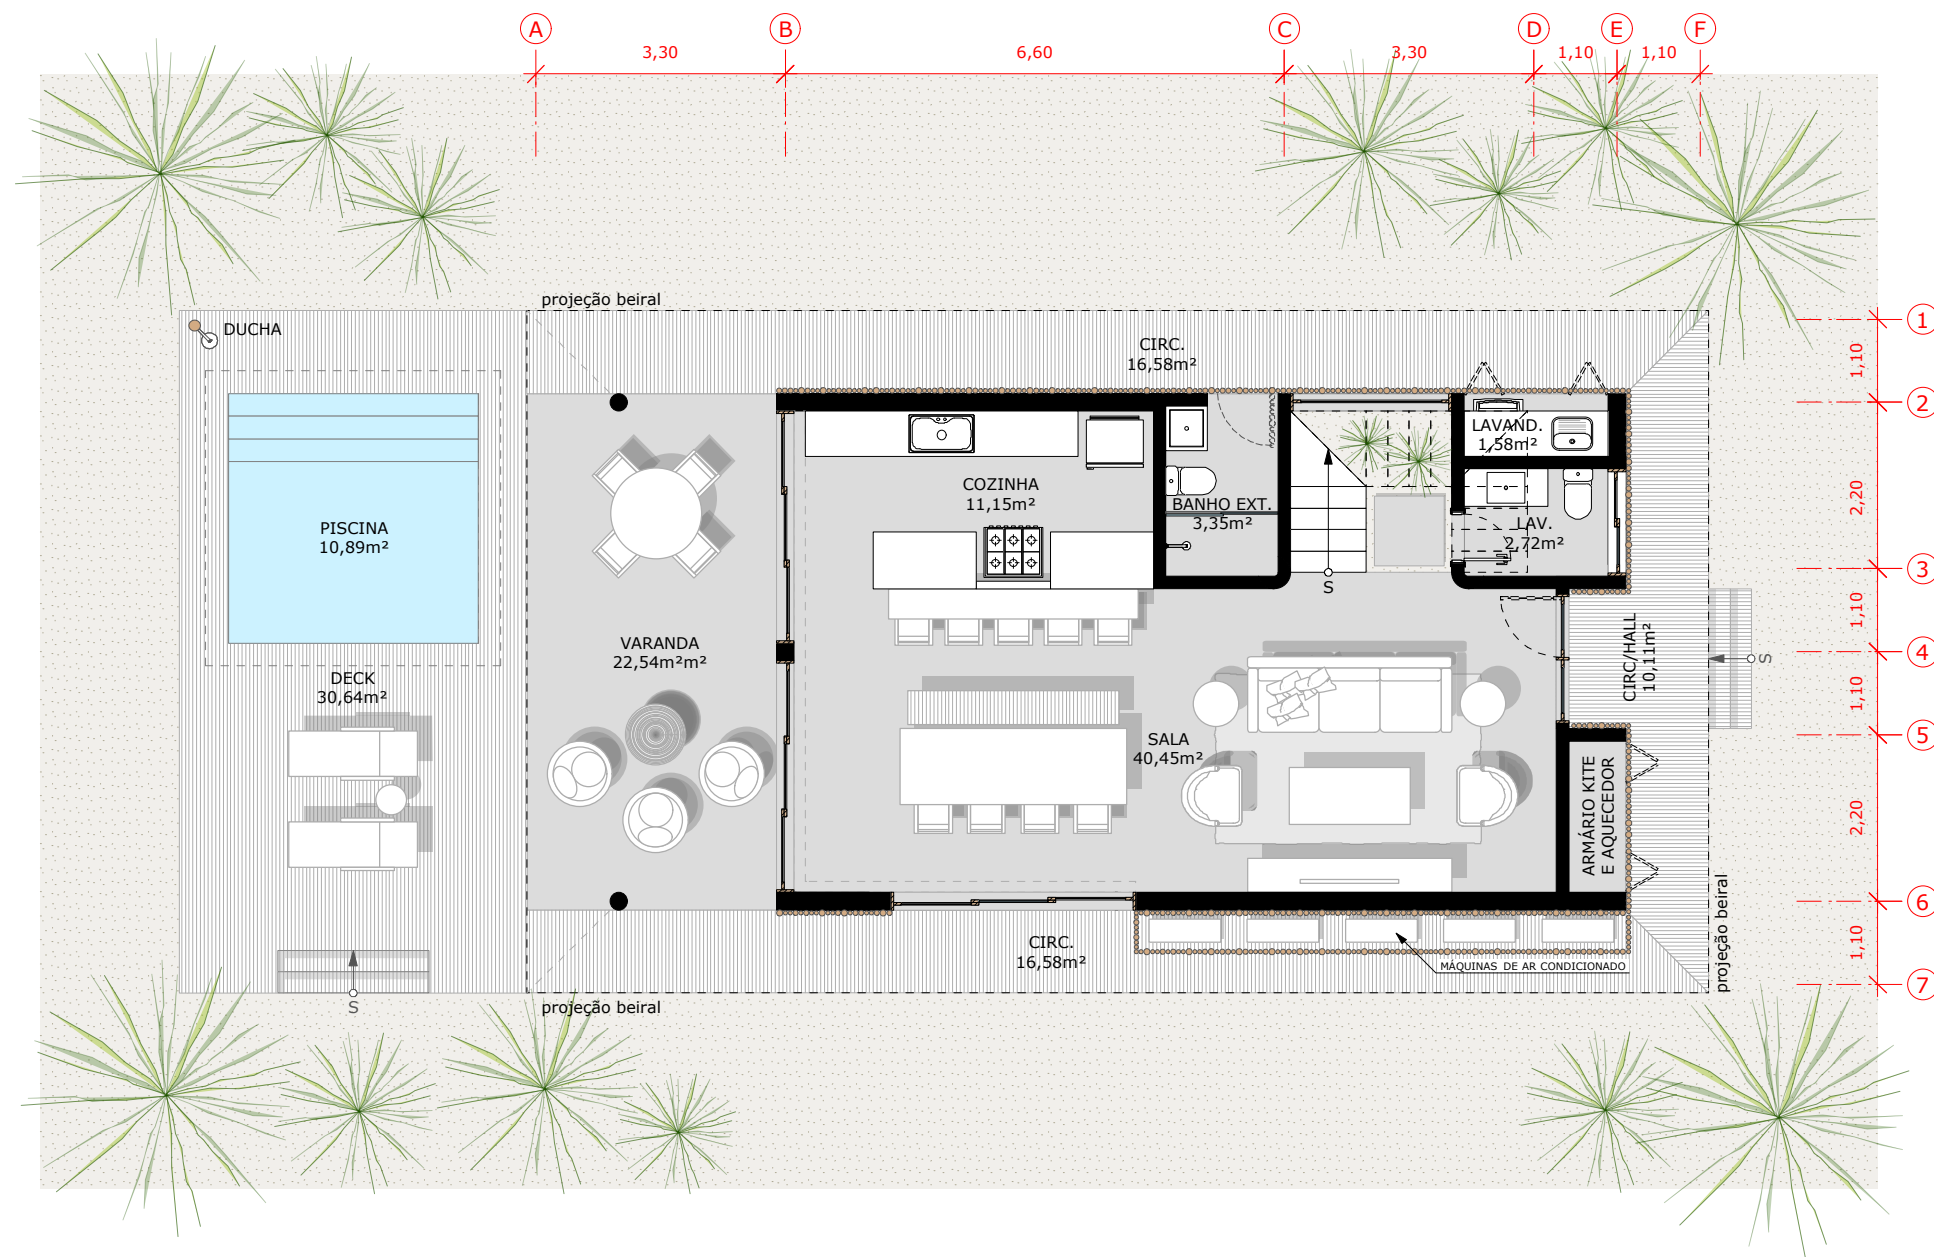 A B C D E F
3,30 6,60 3,30 1,10 1,10
projeção beiral
1
DUCHA
CIRC.
16,58m²
1,10
2
LAVAND.
1,58m²
COZINHA
11,15m²
BANHO EXT.
3,35m²
2,20
PISCINA
10,89m²
LAV.
2,72m²
3
S
1,10
VARANDA
22,54m²m²
CIRC/HALL
10,11m²
S
4
DECK
30,64m²
1,10
SALA
40,45m²
5
ARMÁRIO KITE
E AQUECEDOR
2,20
6
CIRC.
16,58m²
MÁQUINAS DE AR CONDICIONADO
projeção beiral
1,10
7
S
projeção beiral